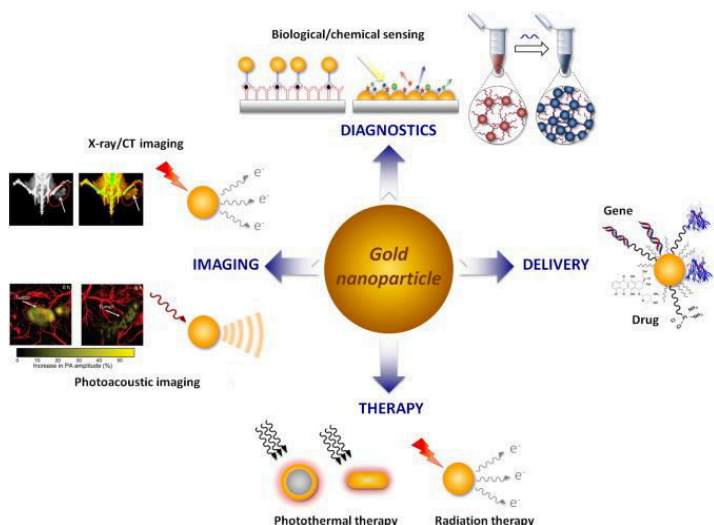 Biological/chemical sensing
DIAGNOSTICS
X-ray/CT imaging
e-
e-
e-
IMAGING
Gold
nanoparticle
DELIVERY
Gene
Drug
Tumor
Increase in PA amplitude (%)
Photoacoustic imaging
THERAPY
e-
e-
e-
Photothermal therapy
Radiation therapy